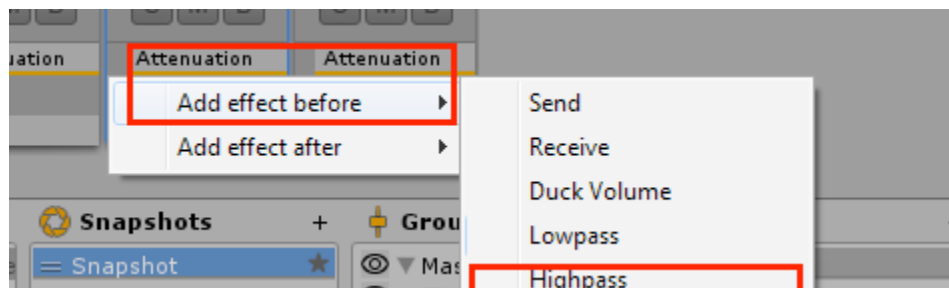 S M B
uation Attenuation Attenuation
Add effect before
Add effect after
Send
Receive
Duck Volume
Lowpass
Highpass
Snapshots +
Snapshot
Grou
Mas